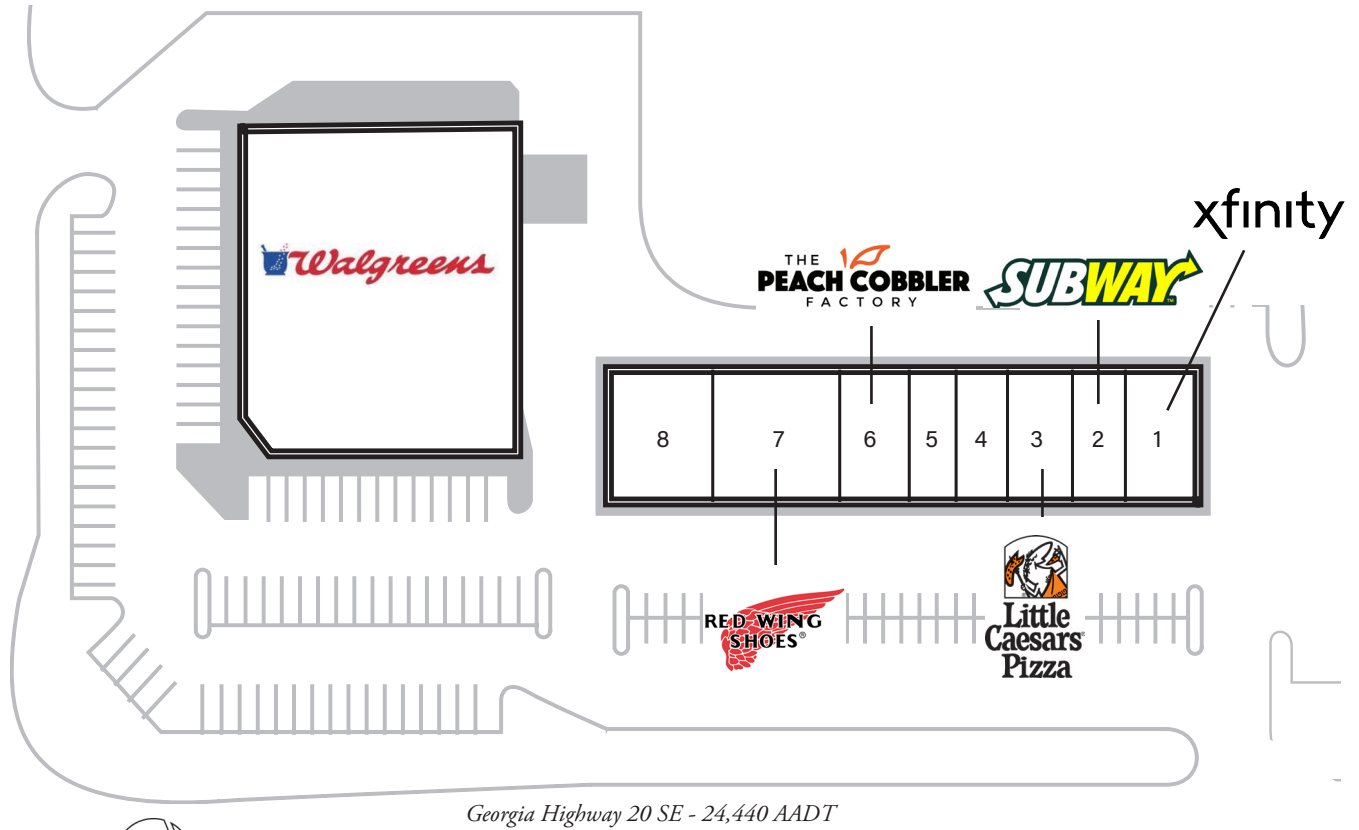 xfinity
THE
PEACH COBBLER
FACTORY
SUBWAY™
Walgreens
8 7 6 5 4 3 2 1
RED WING
SHOES®
Little
Caesars®
Pizza
Georgia Highway 20 SE - 24,440 AADT